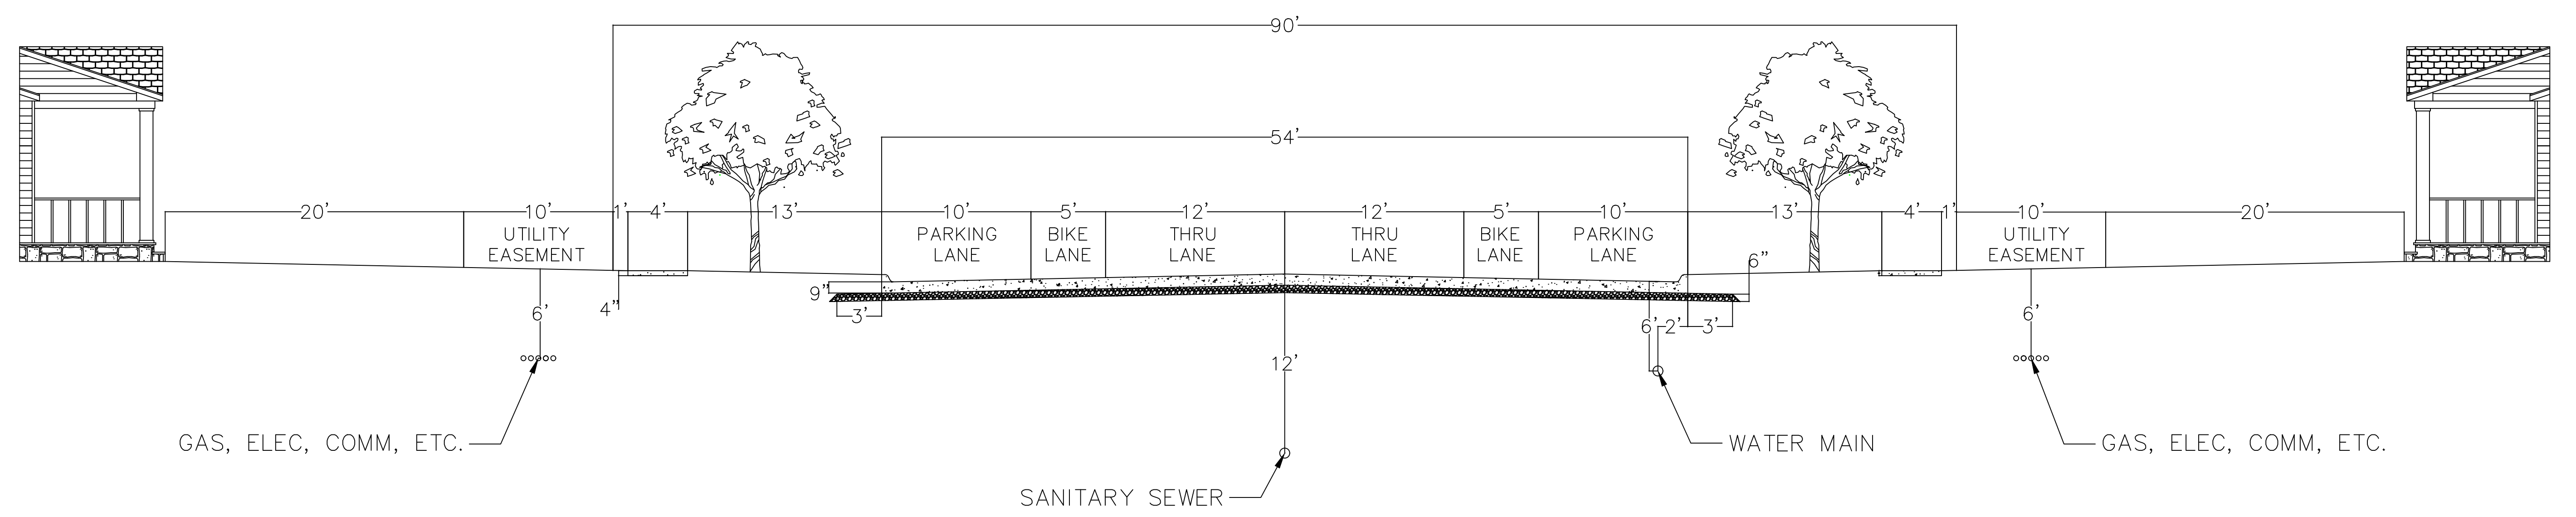 90'
54'
20'
10'
1'
4'
13'
10'
5'
12'
12'
5'
10'
13'
4'
1'
10'
20'
UTILITY
EASEMENT
PARKING
LANE
BIKE
LANE
THRU
LANE
THRU
LANE
BIKE
LANE
PARKING
LANE
UTILITY
EASEMENT
6"
9"
4"
6'
3'
6'
2'
3'
6'
12'
GAS, ELEC, COMM, ETC.
WATER MAIN
GAS, ELEC, COMM, ETC.
SANITARY SEWER